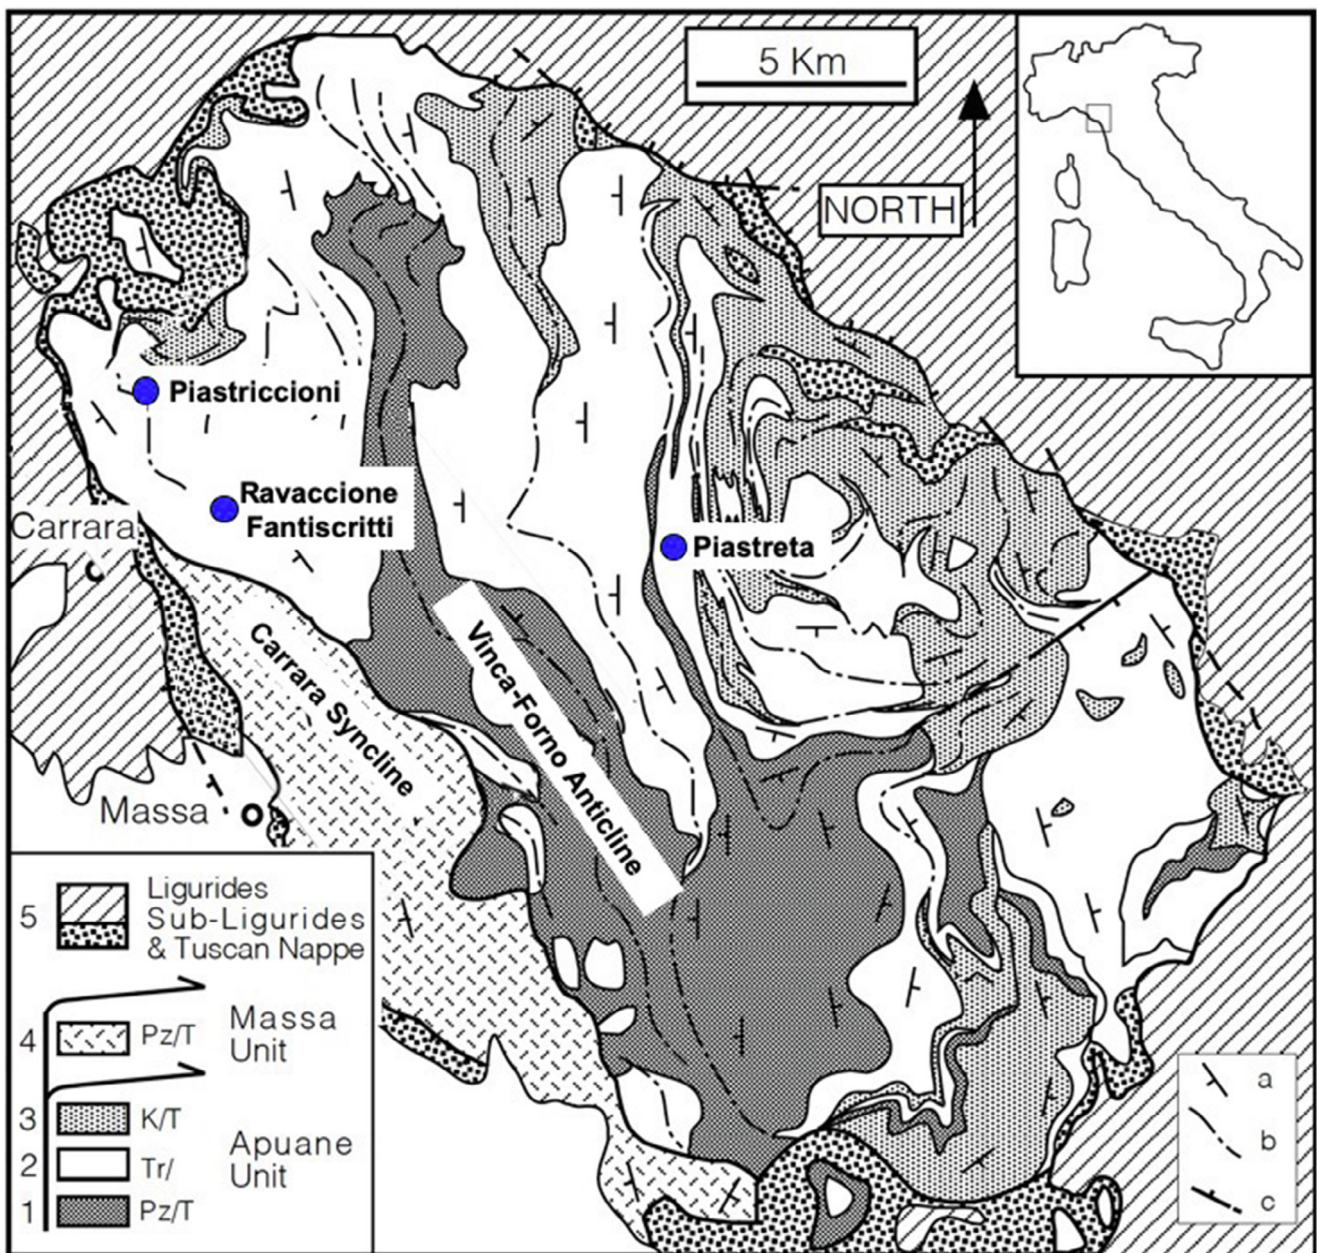 5 Km
NORTH
Piastriccioni
Ravaccione
Fantiscritti
Carrara
Piastreta
Carrara Syncline
Vinca-Forno Anticline
Massa
5
Ligurides
Sub-Ligurides
& Tuscan Nappe
4
Pz/T
Massa
Unit
3
K/T
2
Tr/
Apuane
Unit
1
Pz/T
a
b
c